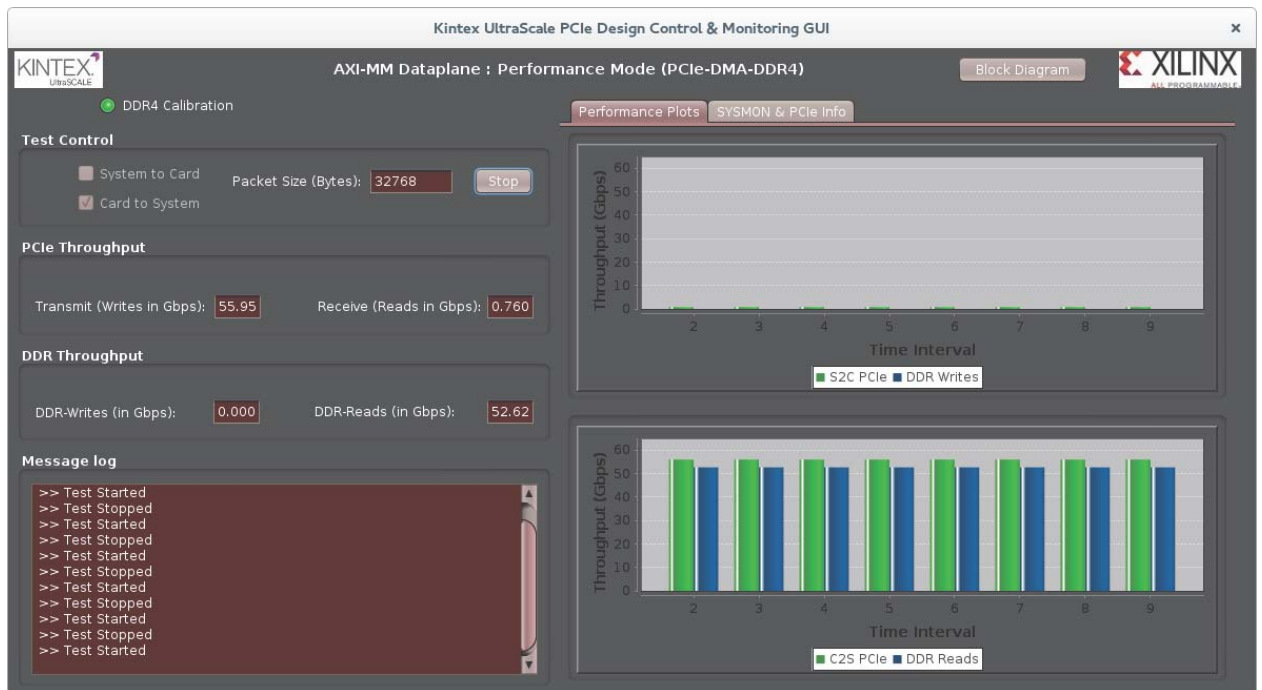 Kintex UltraScale PCIe Design Control & Monitoring GUI
x
KINTEX
UltraSCALE
AXI-MM Dataplane : Performance Mode (PCIe-DMA-DDR4)
Block Diagram
XILINX
ALL PROGRAMMABLE.
DDR4 Calibration
Test Control
System to Card
Card to System
Packet Size (Bytes): 32768
Stop
PCIe Throughput
Transmit (Writes in Gbps): 55.95
Receive (Reads in Gbps): 0.760
DDR Throughput
DDR-Writes (in Gbps): 0.000
DDR-Reads (in Gbps): 52.62
Message log
>> Test Started
>> Test Stopped
>> Test Started
>> Test Stopped
>> Test Started
>> Test Stopped
>> Test Started
>> Test Stopped
>> Test Started
>> Test Stopped
>> Test Started
Performance Plots
SYSMON & PCIe Info
Throughput (Gbps)
60
50
40
30
20
10
0
2 3 4 5 6 7 8 9
Time Interval
S2C PCIe DDR Writes
Throughput (Gbps)
60
50
40
30
20
10
0
2 3 4 5 6 7 8 9
Time Interval
C2S PCIe DDR Reads